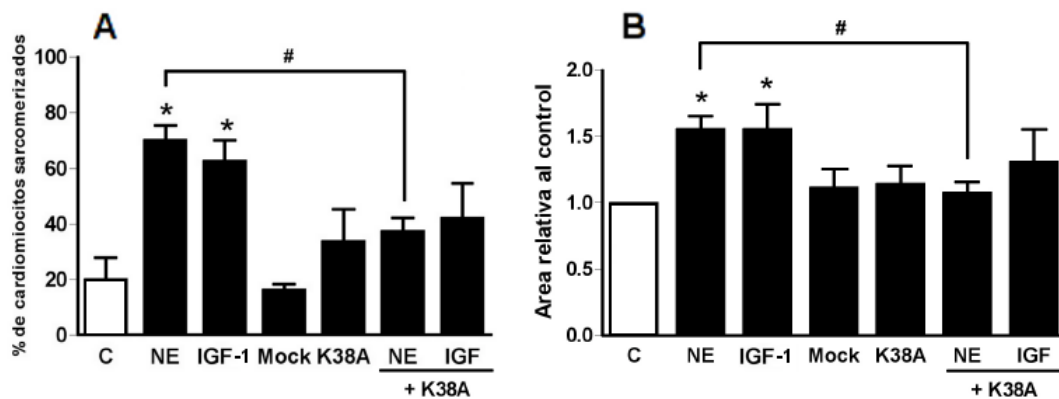 A
% de cardiomiocitos sarcomerizados
100
80
60
40
20
0
#
*
*
C NE IGF-1 Mock K38A NE IGF
+ K38A
B
Area relativa al control
2.0
1.5
1.0
0.5
0.0
#
*
*
C NE IGF-1 Mock K38A NE IGF
+ K38A